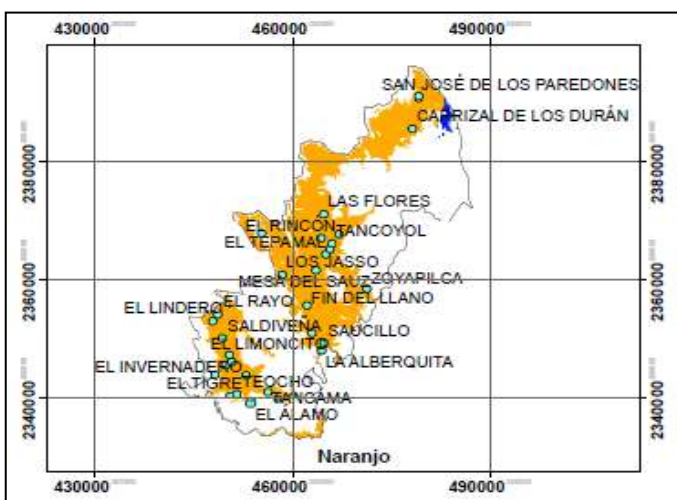 430000 460000 490000
SAN JOSÉ DE LOS PAREDONES
CARRIZAL DE LOS DURÁN
2380000 2380000
LAS FLORES
EL RINCÓN
TANCOYOL
EL TEPAMAL
LOS JASSO
MESA DEL SAUZ
ZOYAPILCA
2360000 2360000
EL RAYO
FIN DEL LLANO
EL LINDERO
SALDIVEÑA
SAUCILLO
EL LIMONCITO
LA ALBERQUITA
EL INVERNADERO
EL TIGRE
TEOCHO
2340000 2340000
TANCAMA
EL ÁLAMO
Naranjo
430000 460000 490000